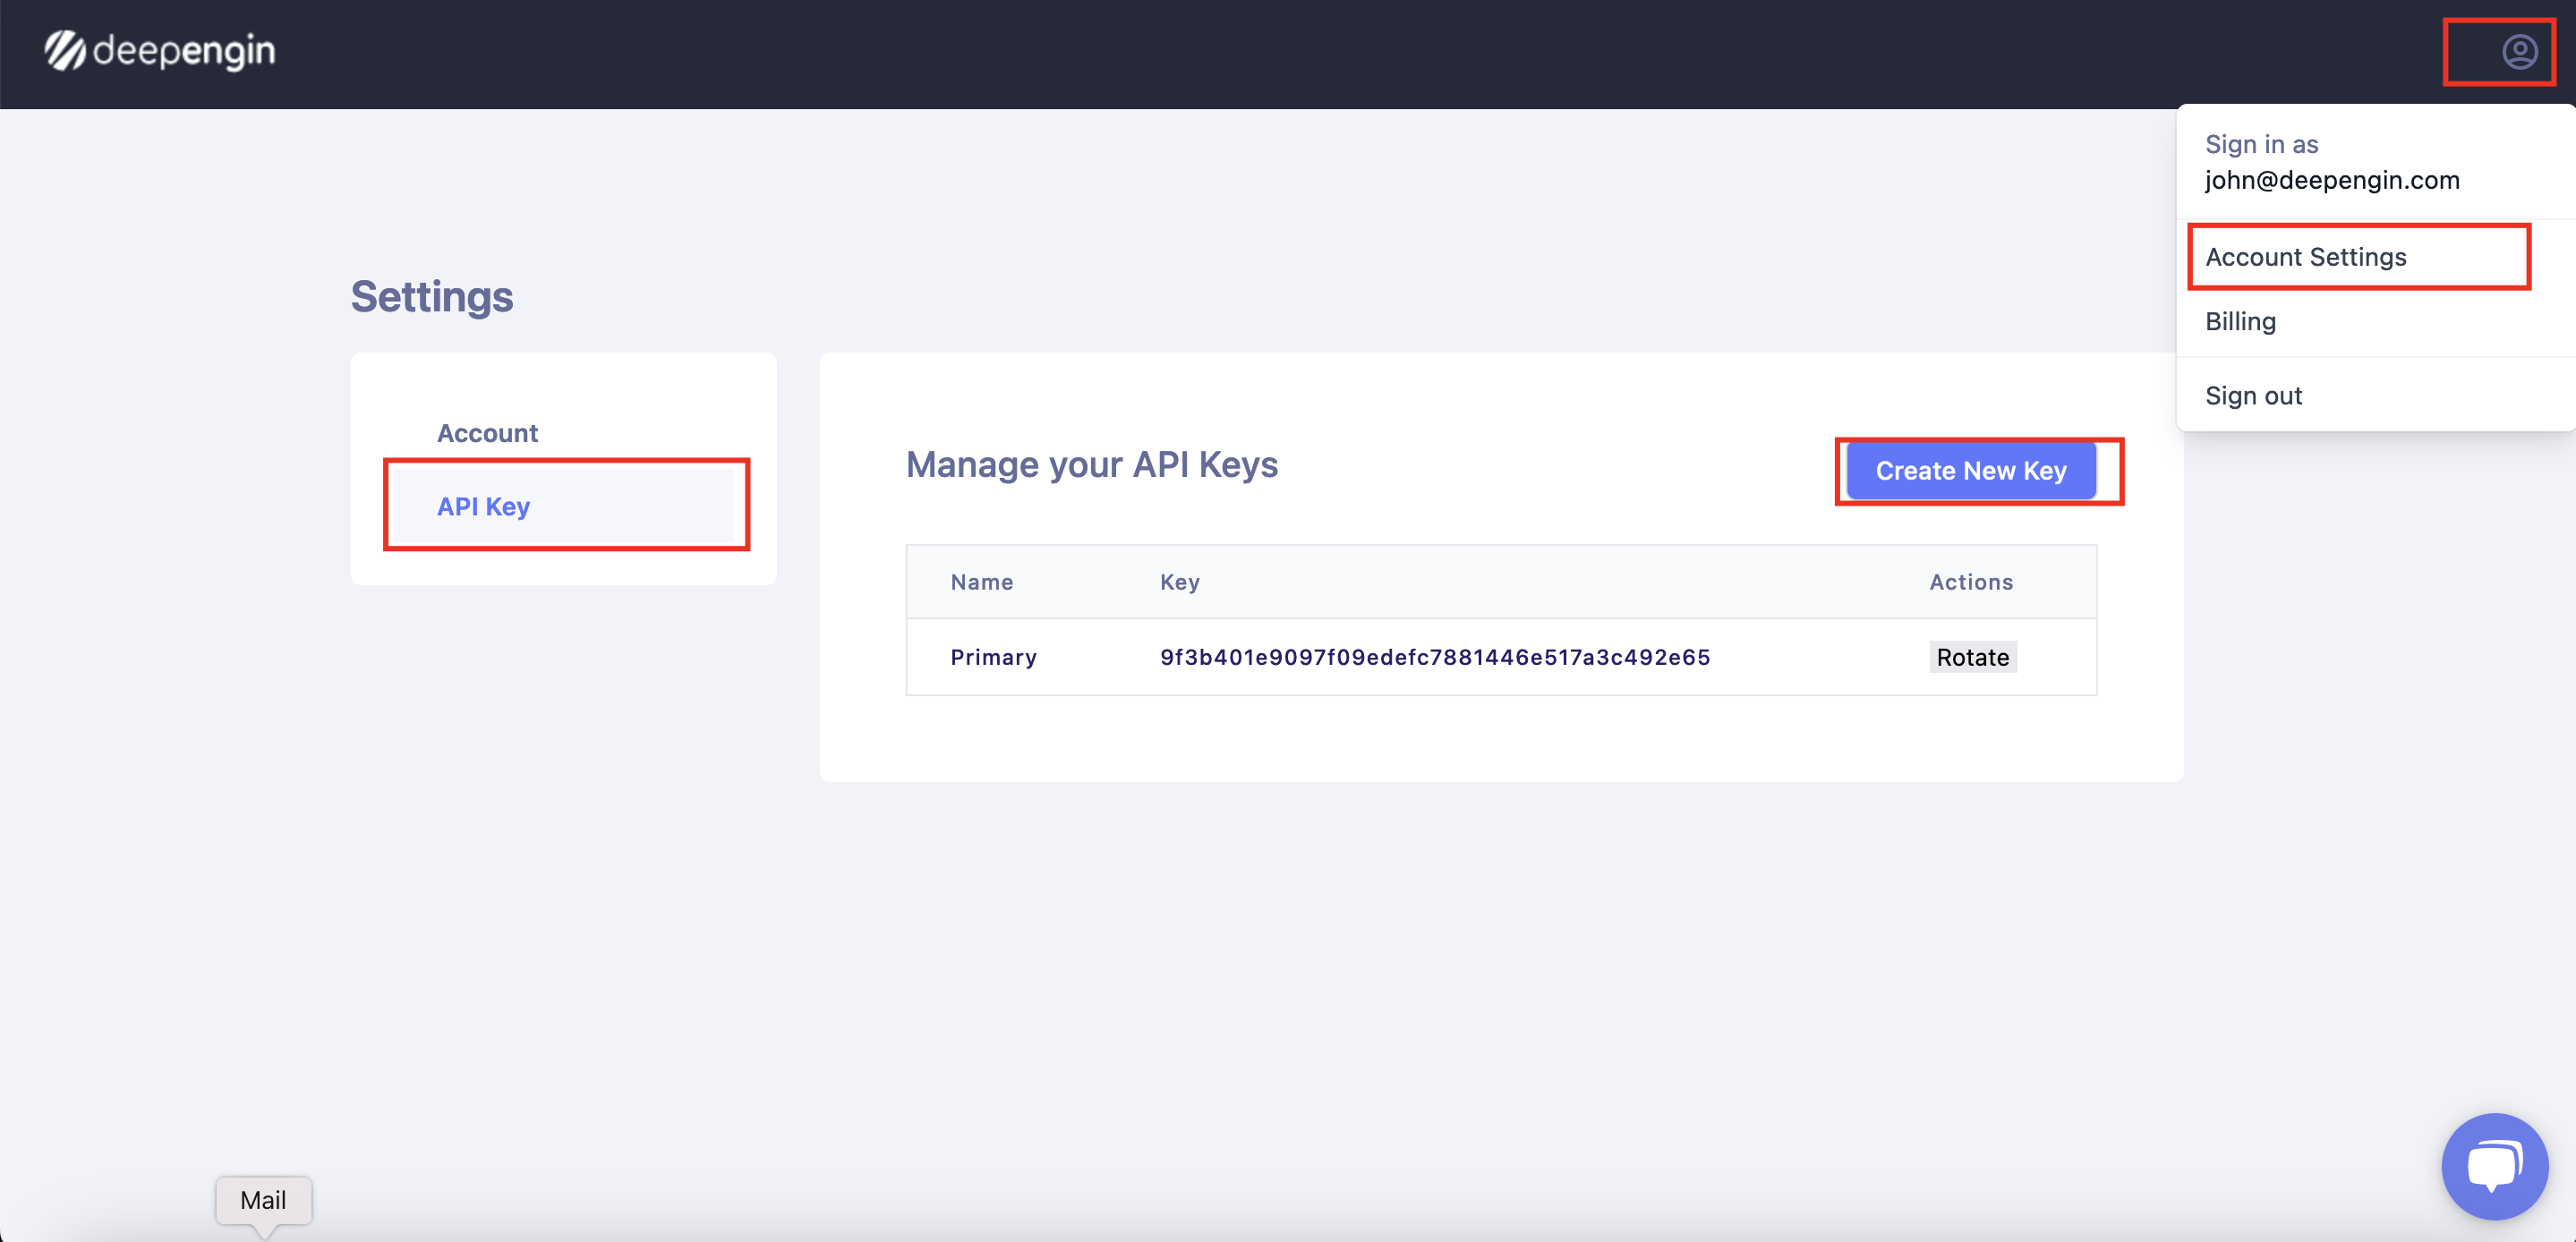 deepengin
Sign in as
john@deepengin.com
Account Settings
Billing
Sign out
Settings
Account
API Key
Manage your API Keys
Create New Key
Name Key Actions
Primary 9f3b401e9097f09edefc7881446e517a3c492e65 Rotate
Mail